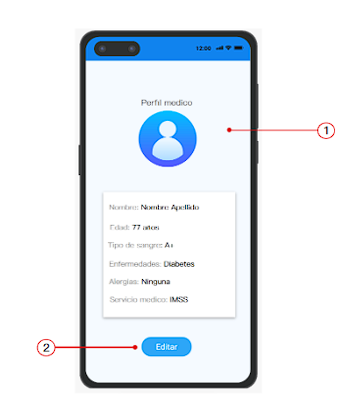 12:00
Perfil medico
1
Nombre: Nombre Apellido
Edad: 77 años
Tipo de sangre: A+
Enfermedades: Diabetes
Alergias: Ninguna
Servicio medico: IMSS
2
Editar